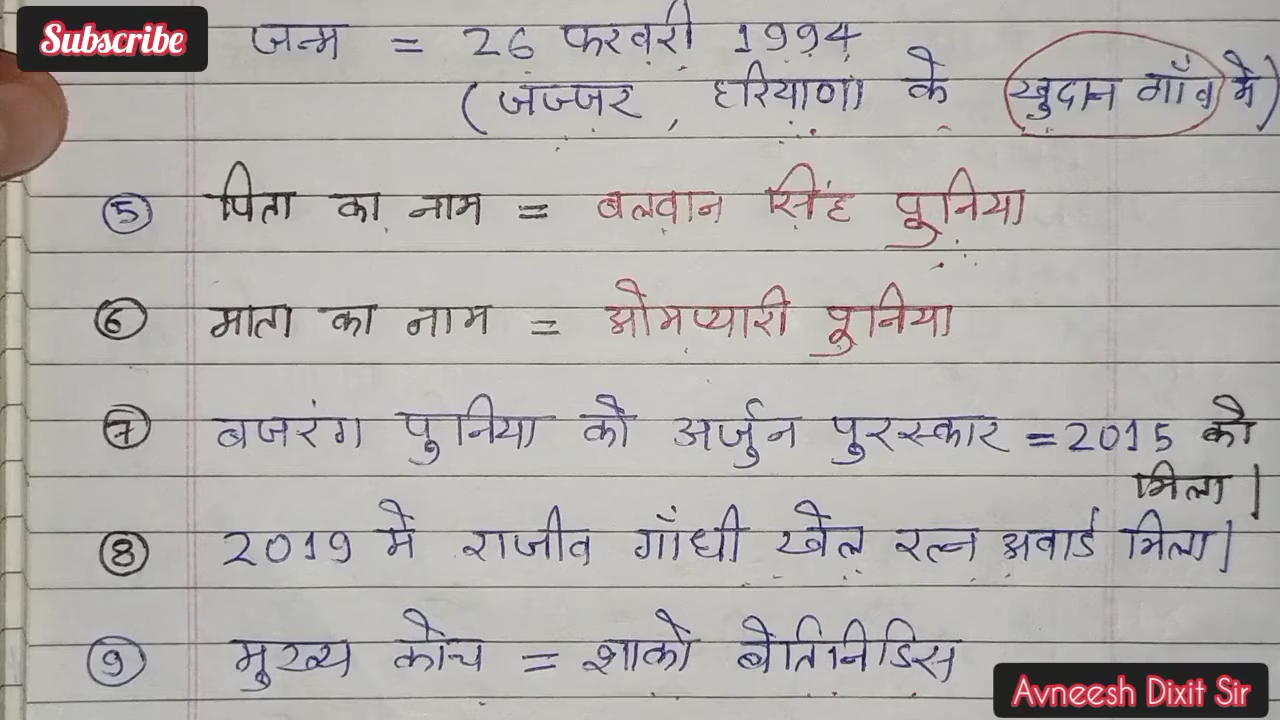 Subscribe
जन्म = 26 फरवरी 1994
(जज्जर, हरियाणा के खुदान गाँव मे)
⑤ पिता का नाम = बलवान सिंह पुनिया
⑥ माता का नाम = ओमप्यारी पुनिया
⑦ बजरंग पुनिया को अर्जुन पुरस्कार = 2015 को
मिला।
⑧ 2019 मे राजीव गाँधी खेल रत्न अवार्ड मिला।
⑨ मुख्य कोच = शाको बेतिनिडिस
Avneesh Dixit Sir